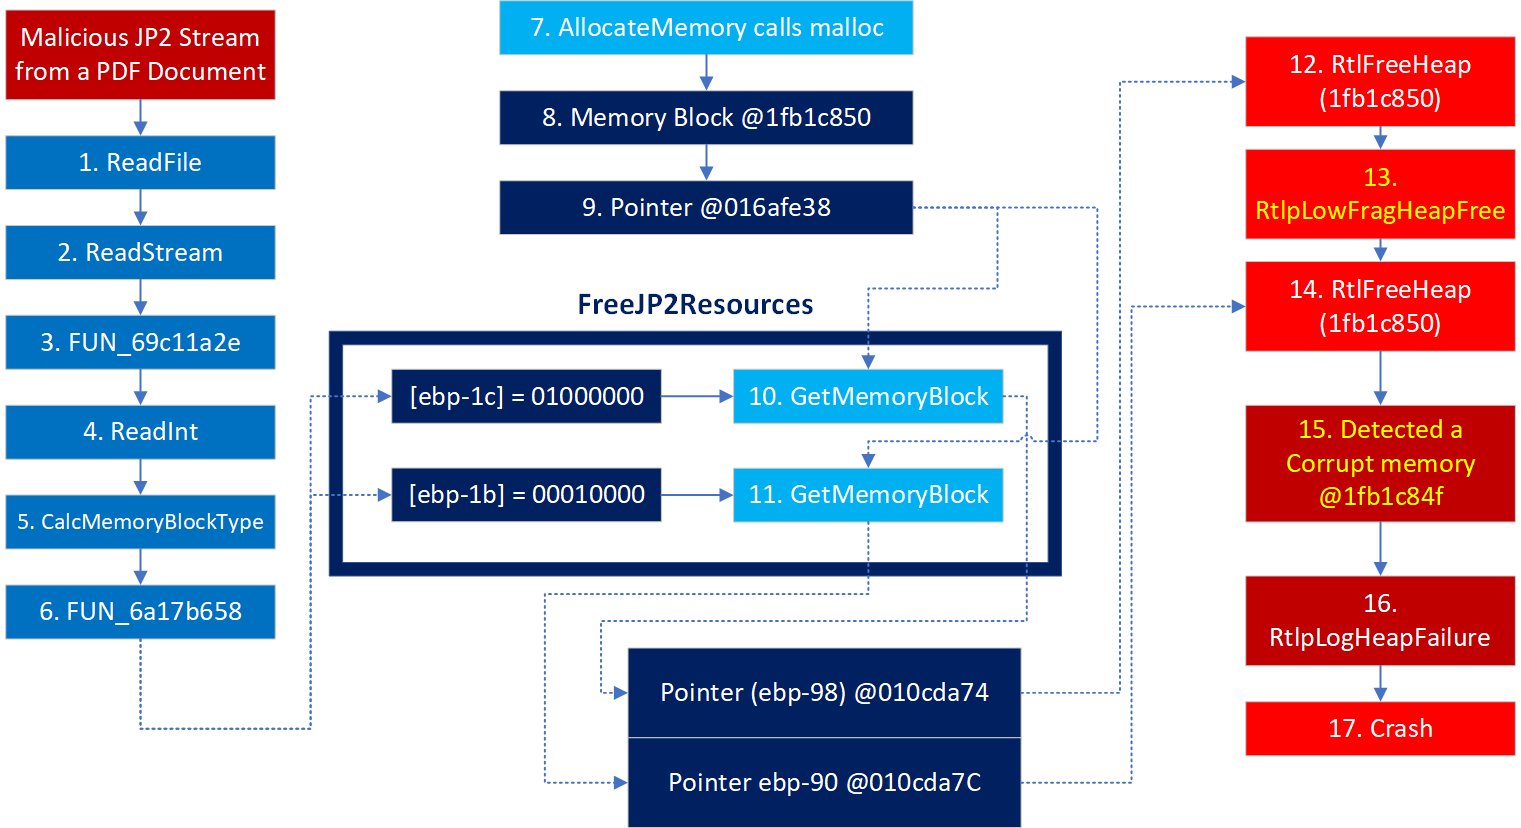 Malicious JP2 Stream
from a PDF Document
1. ReadFile
2. ReadStream
3. FUN_69c11a2e
4. ReadInt
5. CalcMemoryBlockType
6. FUN_6a17b658
7. AllocateMemory calls malloc
8. Memory Block @1fb1c850
9. Pointer @016afe38
FreeJP2Resources
[ebp-1c] = 01000000
10. GetMemoryBlock
[ebp-1b] = 00010000
11. GetMemoryBlock
Pointer (ebp-98) @010cda74
Pointer ebp-90 @010cda7C
12. RtlFreeHeap
(1fb1c850)
13.
RtlpLowFragHeapFree
14. RtlFreeHeap
(1fb1c850)
15. Detected a
Corrupt memory
@1fb1c84f
16.
RtlpLogHeapFailure
17. Crash